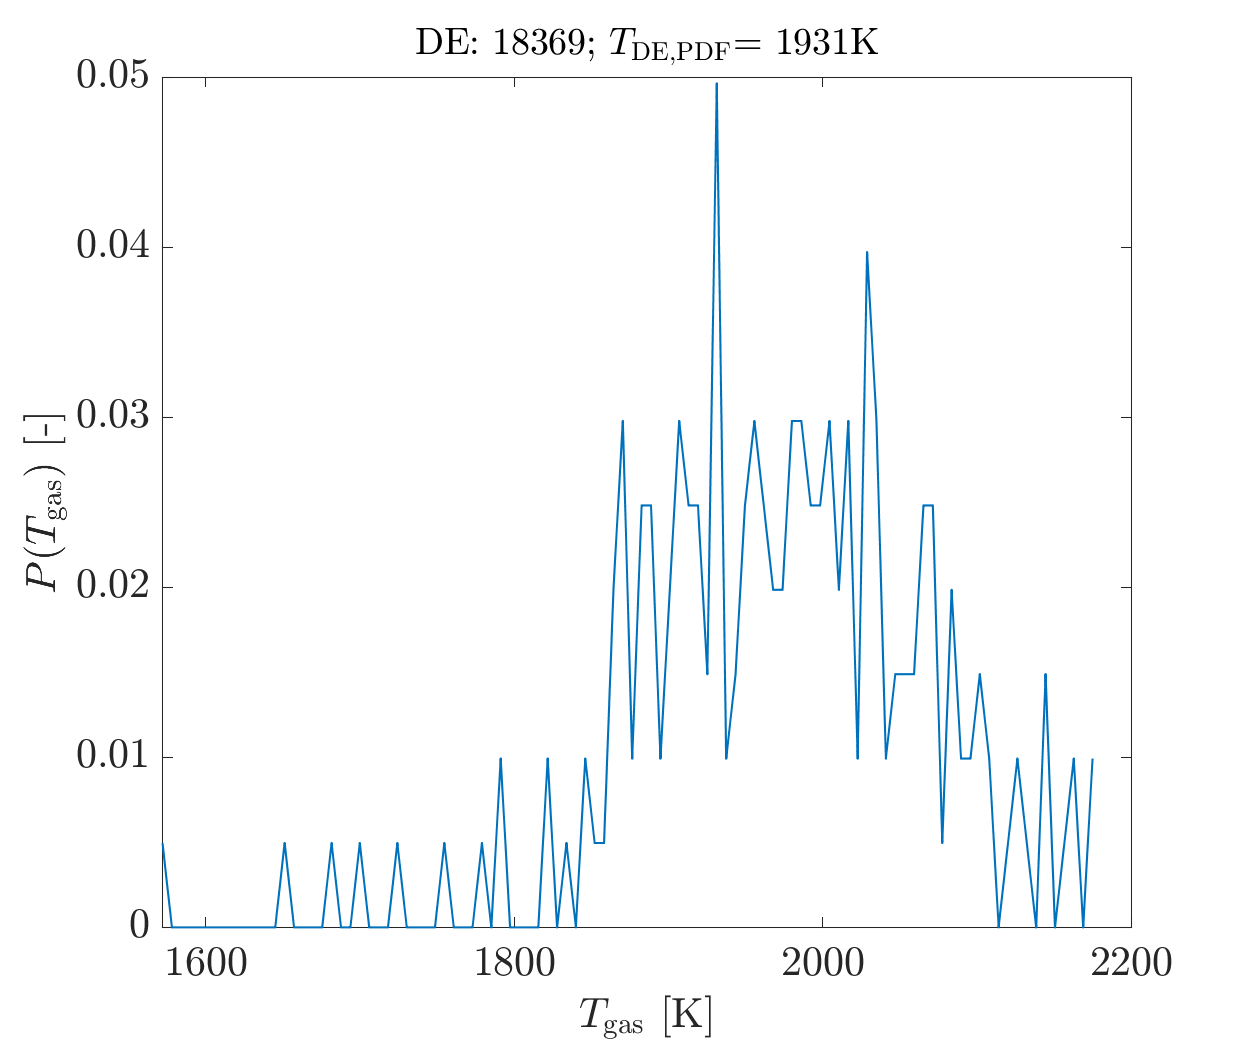 DE: 18369; T_DE,PDF= 1931K
0.05
0.04
0.03
0.02
0.01
0
P(T_gas) [-]
1600 1800 2000 2200
T_gas [K]